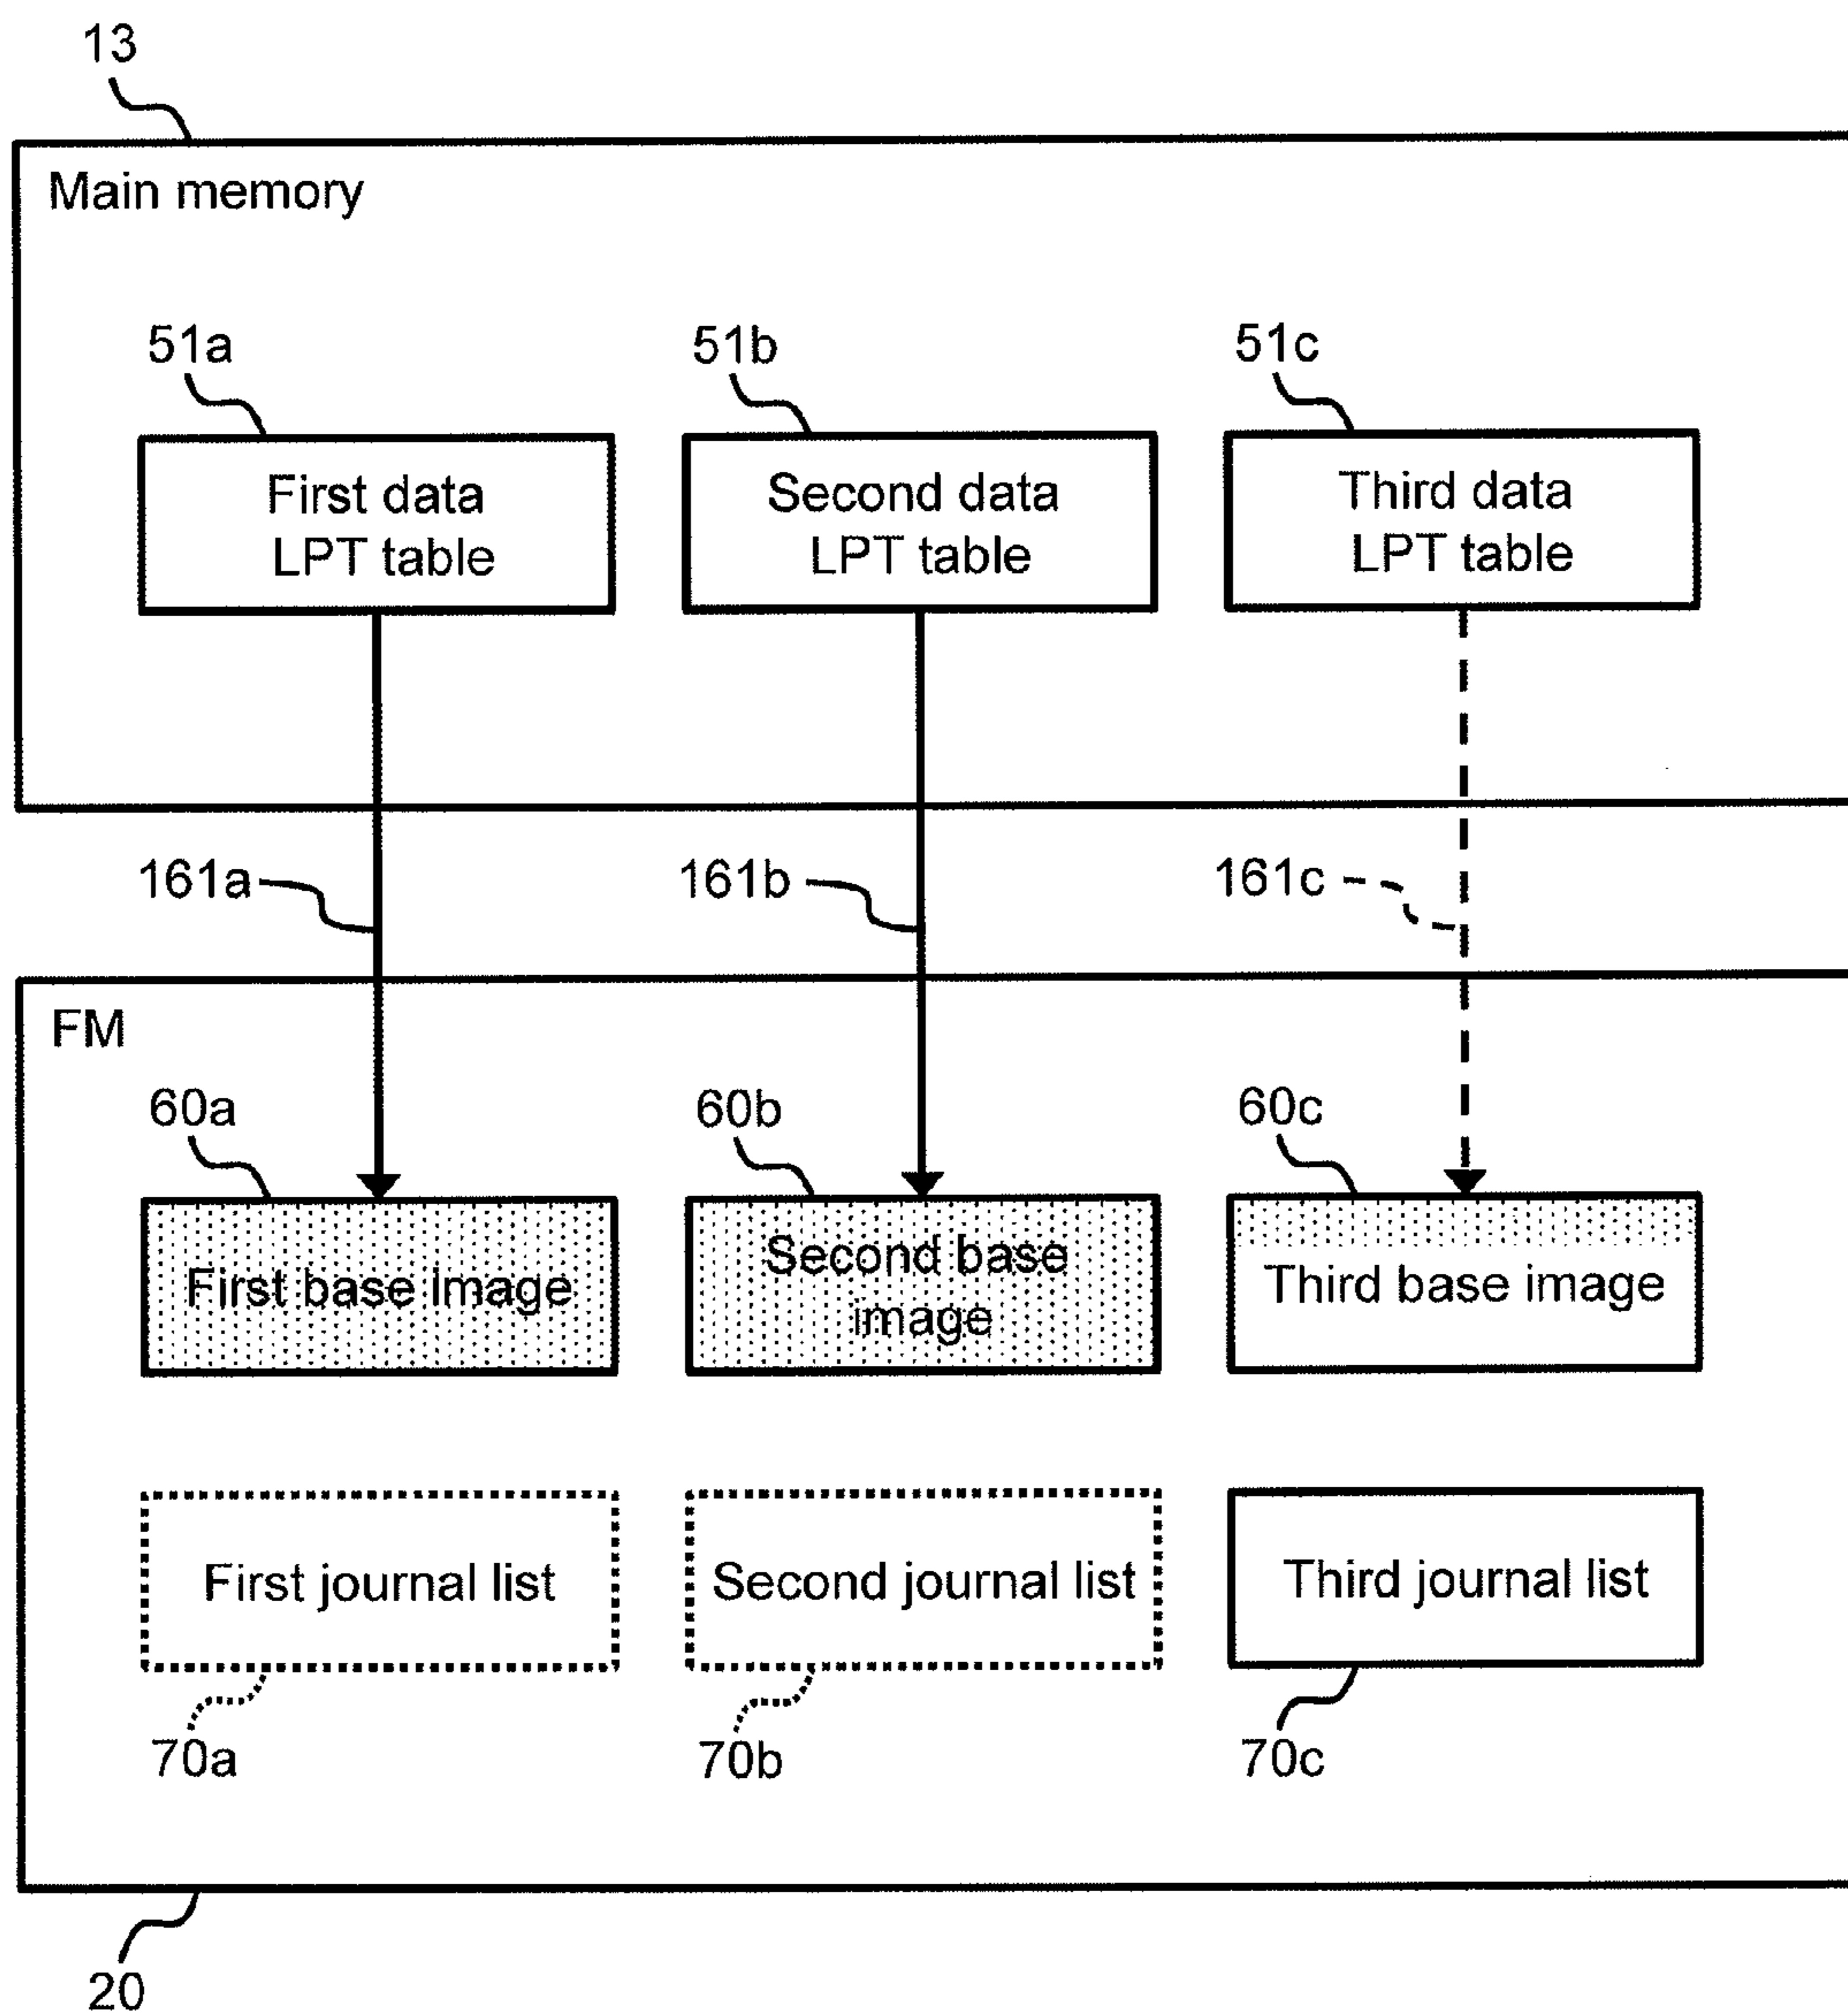 13
Main memory
51a
51b
51c
First data
LPT table
Second data
LPT table
Third data
LPT table
161a
161b
161c
FM
60a
60b
60c
First base image
Second base
image
Third base image
First journal list
Second journal list
Third journal list
70a
70b
70c
20